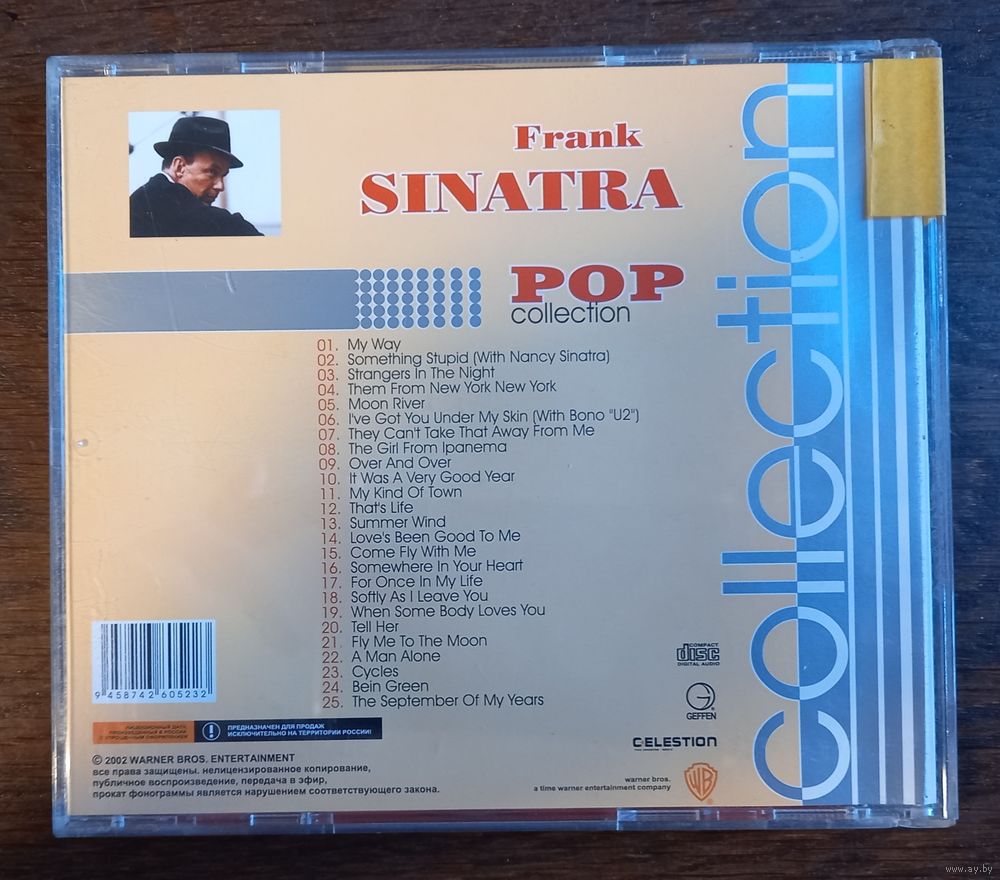 Frank
SINATRA
POP
collection
01. My Way
02. Something Stupid (With Nancy Sinatra)
03. Strangers In The Night
04. Them From New York New York
05. Moon River
06. I've Got You Under My Skin (With Bono "U2")
07. They Can't Take That Away From Me
08. The Girl From Ipanema
09. Over And Over
10. It Was A Very Good Year
11. My Kind Of Town
12. That's Life
13. Summer Wind
14. Love's Been Good To Me
15. Come Fly With Me
16. Somewhere In Your Heart
17. For Once In My Life
18. Softly As I Leave You
19. When Some Body Loves You
20. Tell Her
21. Fly Me To The Moon
22. A Man Alone
23. Cycles
24. Bein Green
25. The September Of My Years
collection
9 458742 605232
COMPACT
disc
DIGITAL AUDIO
G
GEFFEN
CELESTION
ЛИЦЕНЗИОННЫЙ ДИСК
ПРОИЗВЕДЕННЫЙ В РОССИИ
С УПРОЩЕННЫМ ОФОРМЛЕНИЕМ
! ПРЕДНАЗНАЧЕН ДЛЯ ПРОДАЖ
ИСКЛЮЧИТЕЛЬНО НА ТЕРРИТОРИИ РОССИИ!
© 2002 WARNER BROS. ENTERTAINMENT
все права защищены. нелицензированное копирование,
публичное воспроизведение, передача в эфир,
прокат фонограммы является нарушением соответствующего закона.
warner bros.
a time warner entertainment company
WB
www.ay.by